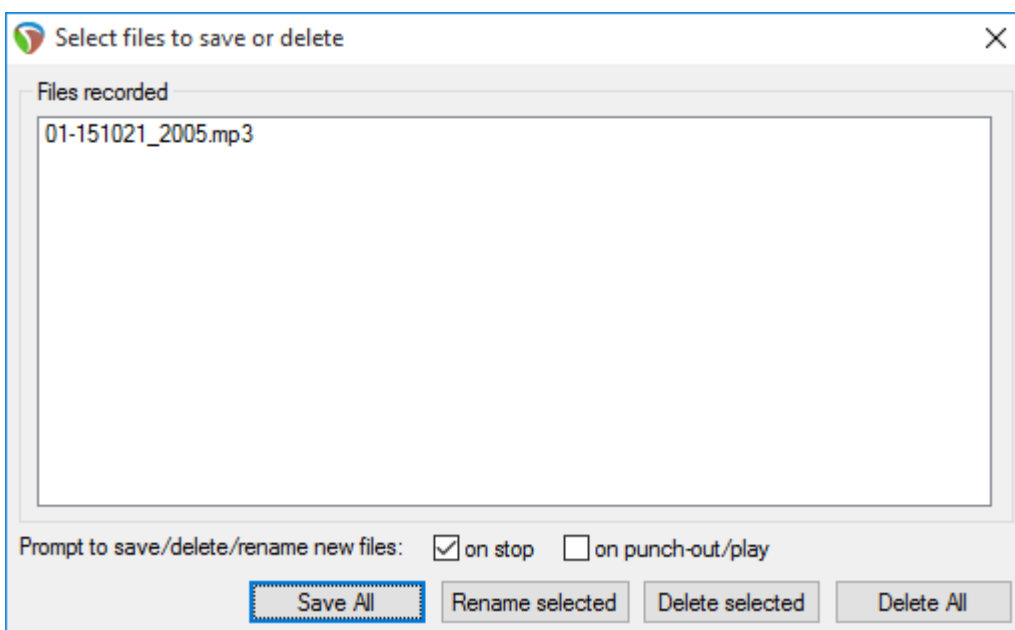 Select files to save or delete
Files recorded
01-151021_2005.mp3
Prompt to save/delete/rename new files: on stop on punch-out/play
Save All Rename selected Delete selected Delete All